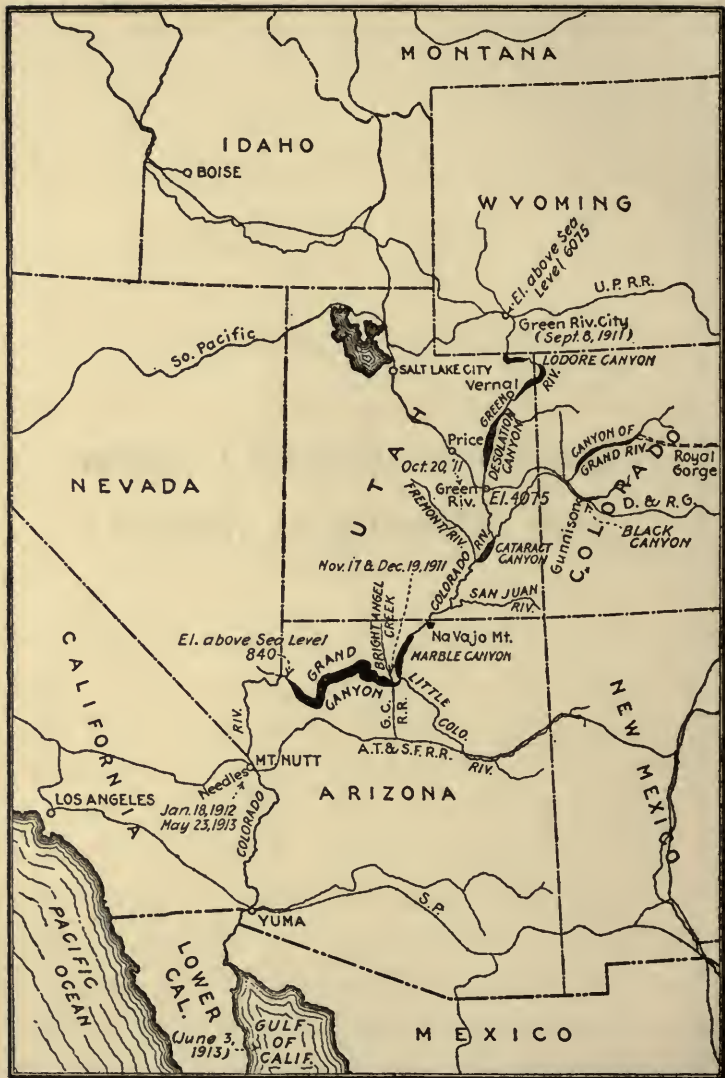 MONTANA
IDAHO
BOISE
WYOMING
El. above Sea
Level 6075
U.P.R.R.
Green Riv. City
(Sept. 8, 1911)
So. Pacific
SALT LAKE CITY
LODORE CANYON
Vernal
GREEN RIV.
DESOLATION
CANYON
Price
Oct. 20, '11
Green
Riv.
El. 4075
CANYON OF
GRAND RIV.
Royal
Gorge
COLORADO
D. & R.G.
Gunnison
BLACK
CANYON
NEVADA
UTAH
FREMONT RIV.
CATARACT
CANYON
COLORADO RIV.
SAN JUAN
RIV.
Nov. 17 & Dec. 19, 1911
BRIGHT ANGEL
CREEK
NaVajo Mt.
MARBLE CANYON
El. above Sea Level
840
GRAND
CANYON
LITTLE
COLO.
RIV.
G.C.
R.R.
A.T. & S.F.R.R.
RIV.
MT. NUTT
Needles
Jan. 18, 1912
May 23, 1913
COLORADO
CALIFORNIA
LOS ANGELES
ARIZONA
NEW MEXICO
S.P.
YUMA
PACIFIC
OCEAN
LOWER
CAL.
(June 3,
1913)
GULF
OF
CALIF.
MEXICO